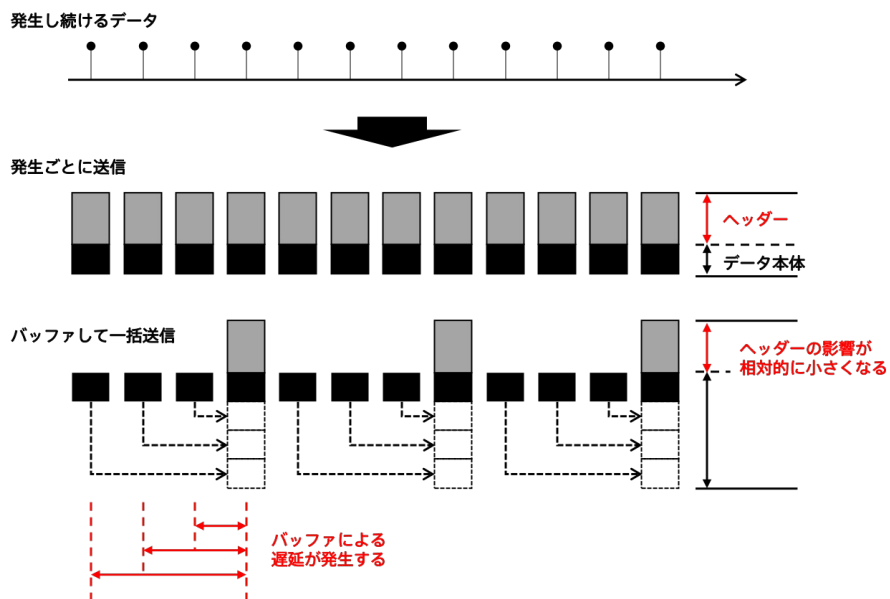 発生し続けるデータ
発生ごとに送信
ヘッダー
データ本体
バッファして一括送信
ヘッダーの影響が
相対的に小さくなる
バッファによる
遅延が発生する